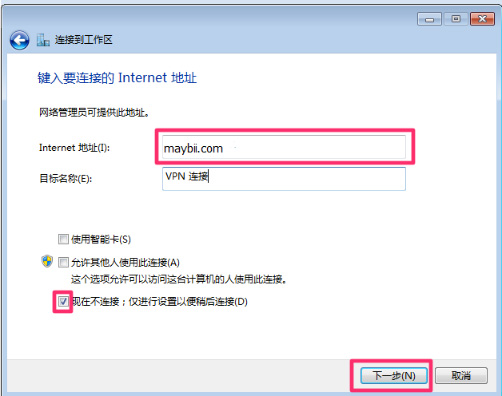 连接到工作区
键入要连接的 Internet 地址
网络管理员可提供此地址。
Internet 地址(I): maybii.com
目标名称(E): VPN 连接
使用智能卡(S)
允许其他人使用此连接(A)
这个选项允许可以访问这台计算机的人使用此连接。
现在不连接；仅进行设置以便稍后连接(D)
下一步(N) 取消